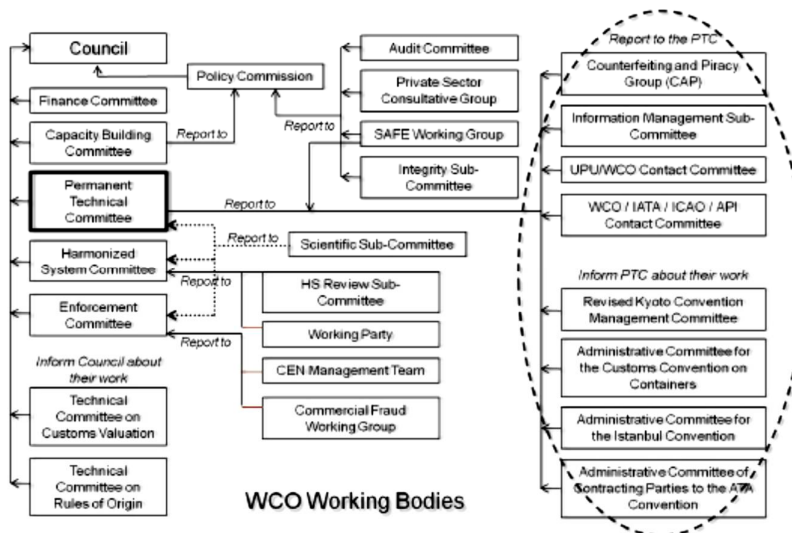 Council
Policy Commission
Finance Committee
Capacity Building
Committee
Report to
Permanent
Technical
Committee
Report to
Harmonized
System Committee
Report to
Enforcement
Committee
Report to
Inform Council about
their work
Technical
Committee on
Customs Valuation
Technical
Committee on
Rules of Origin
Audit Committee
Private Sector
Consultative Group
Report to
SAFE Working Group
Integrity Sub-
Committee
Report to
Scientific Sub-Committee
HS Review Sub-
Committee
Working Party
CEN Management Team
Commercial Fraud
Working Group
WCO Working Bodies
Report to the PTC
Counterfeiting and Piracy
Group (CAP)
Information Management Sub-
Committee
UPU/WCO Contact Committee
WCO / IATA / ICAO / API
Contact Committee
Inform PTC about their work
Revised Kyoto Convention
Management Committee
Administrative Committee for
the Customs Convention on
Containers
Administrative Committee for
the Istanbul Convention
Administrative Committee of
Contracting Parties to the ATA
Convention